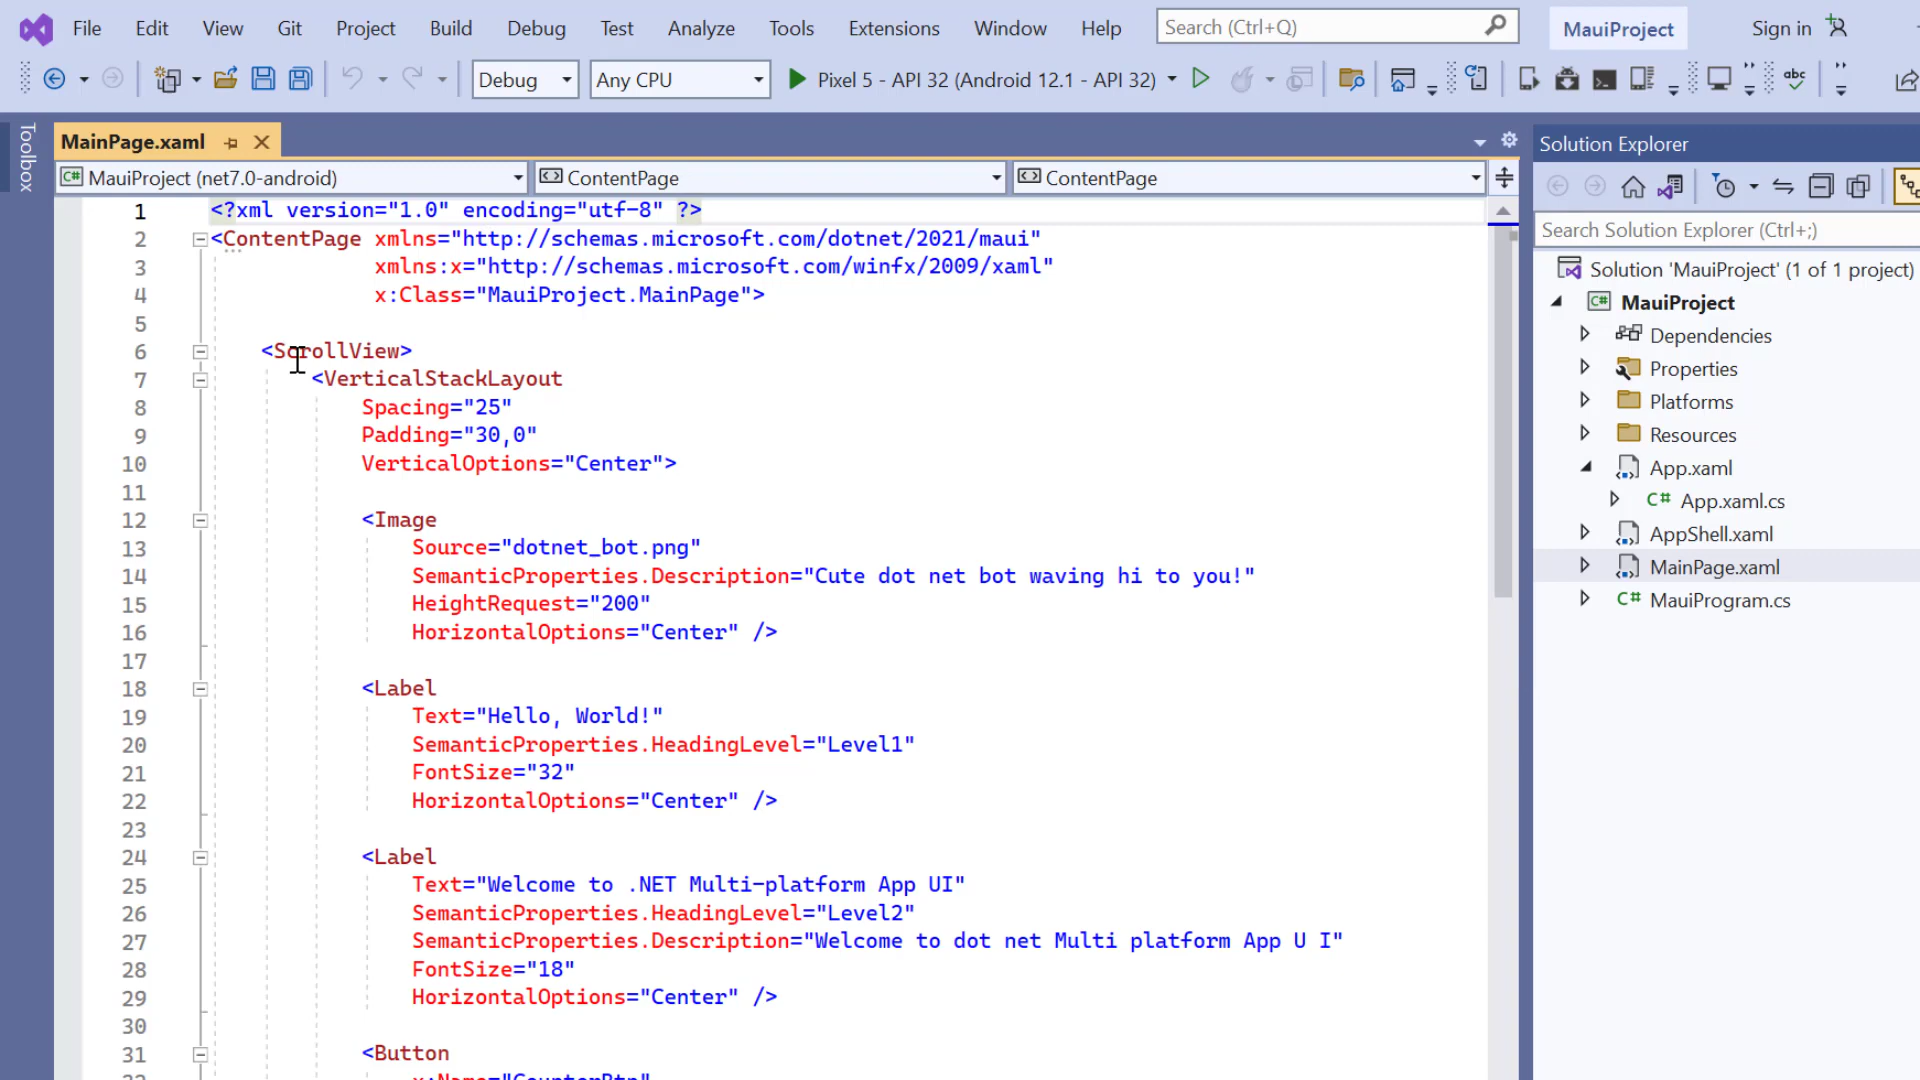 File Edit View Git Project Build Debug Test Analyze Tools Extensions Window Help Search (Ctrl+Q) MauiProject Sign in
Debug Any CPU Pixel 5 - API 32 (Android 12.1 - API 32) abc
Toolbox
MainPage.xaml
MauiProject (net7.0-android) ContentPage ContentPage
1 <?xml version="1.0" encoding="utf-8" ?>
2 <ContentPage xmlns="http://schemas.microsoft.com/dotnet/2021/maui"
3 xmlns:x="http://schemas.microsoft.com/winfx/2009/xaml"
4 x:Class="MauiProject.MainPage">
5
6 <ScrollView>
7 <VerticalStackLayout
8 Spacing="25"
9 Padding="30,0"
10 VerticalOptions="Center">
11
12 <Image
13 Source="dotnet_bot.png"
14 SemanticProperties.Description="Cute dot net bot waving hi to you!"
15 HeightRequest="200"
16 HorizontalOptions="Center" />
17
18 <Label
19 Text="Hello, World!"
20 SemanticProperties.HeadingLevel="Level1"
21 FontSize="32"
22 HorizontalOptions="Center" />
23
24 <Label
25 Text="Welcome to .NET Multi-platform App UI"
26 SemanticProperties.HeadingLevel="Level2"
27 SemanticProperties.Description="Welcome to dot net Multi platform App U I"
28 FontSize="18"
29 HorizontalOptions="Center" />
30
31 <Button
32 x:Name="CounterBtn"
Solution Explorer
Search Solution Explorer (Ctrl+;)
Solution 'MauiProject' (1 of 1 project)
C# MauiProject
Dependencies
Properties
Platforms
Resources
App.xaml
C# App.xaml.cs
AppShell.xaml
MainPage.xaml
C# MauiProgram.cs